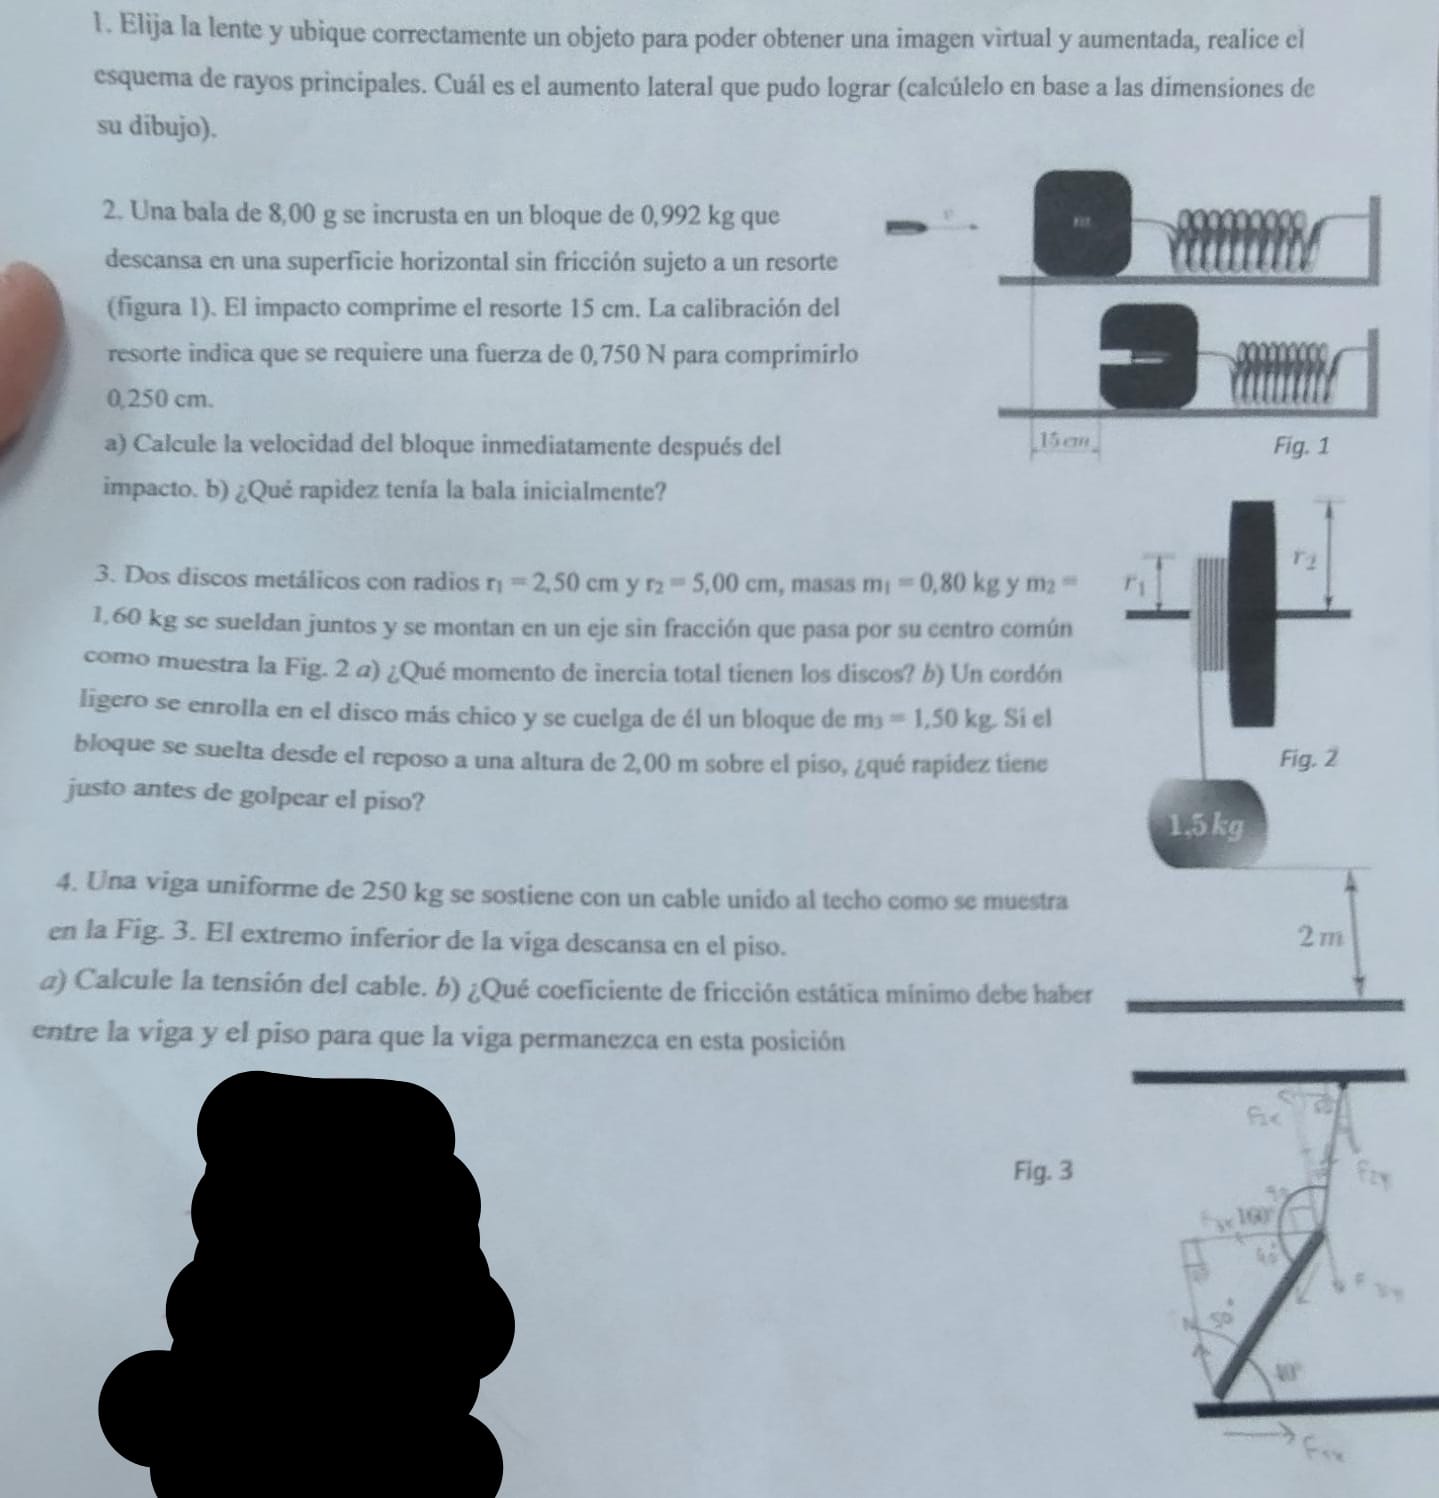 1. Elija la lente y ubique correctamente un objeto para poder obtener una imagen virtual y aumentada, realice el
esquema de rayos principales. Cuál es el aumento lateral que pudo lograr (calcúlelo en base a las dimensiones de
su dibujo).
2. Una bala de 8,00 g se incrusta en un bloque de 0,992 kg que
descansa en una superficie horizontal sin fricción sujeto a un resorte
(figura 1). El impacto comprime el resorte 15 cm. La calibración del
resorte indica que se requiere una fuerza de 0,750 N para comprimirlo
0,250 cm.
a) Calcule la velocidad del bloque inmediatamente después del
impacto. b) ¿Qué rapidez tenía la bala inicialmente?
v
m
15 cm
Fig. 1
3. Dos discos metálicos con radios r₁ = 2,50 cm y r₂ = 5,00 cm, masas m₁ = 0,80 kg y m₂ =
1,60 kg se sueldan juntos y se montan en un eje sin fracción que pasa por su centro común
como muestra la Fig. 2 a) ¿Qué momento de inercia total tienen los discos? b) Un cordón
ligero se enrolla en el disco más chico y se cuelga de él un bloque de m₃ = 1,50 kg. Si el
bloque se suelta desde el reposo a una altura de 2,00 m sobre el piso, ¿qué rapidez tiene
justo antes de golpear el piso?
r₁
r₂
Fig. 2
1.5 kg
2 m
4. Una viga uniforme de 250 kg se sostiene con un cable unido al techo como se muestra
en la Fig. 3. El extremo inferior de la viga descansa en el piso.
a) Calcule la tensión del cable. b) ¿Qué coeficiente de fricción estática mínimo debe haber
entre la viga y el piso para que la viga permanezca en esta posición
Fig. 3
F₂ₓ
F₂ᵧ
160°
50°
40°